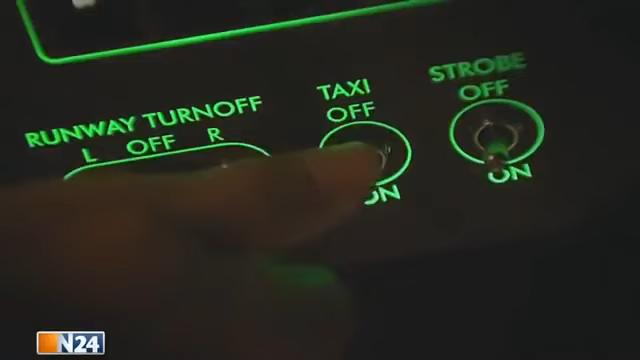 RUNWAY TURNOFF
L OFF R
TAXI
OFF
ON
STROBE
OFF
ON
N24